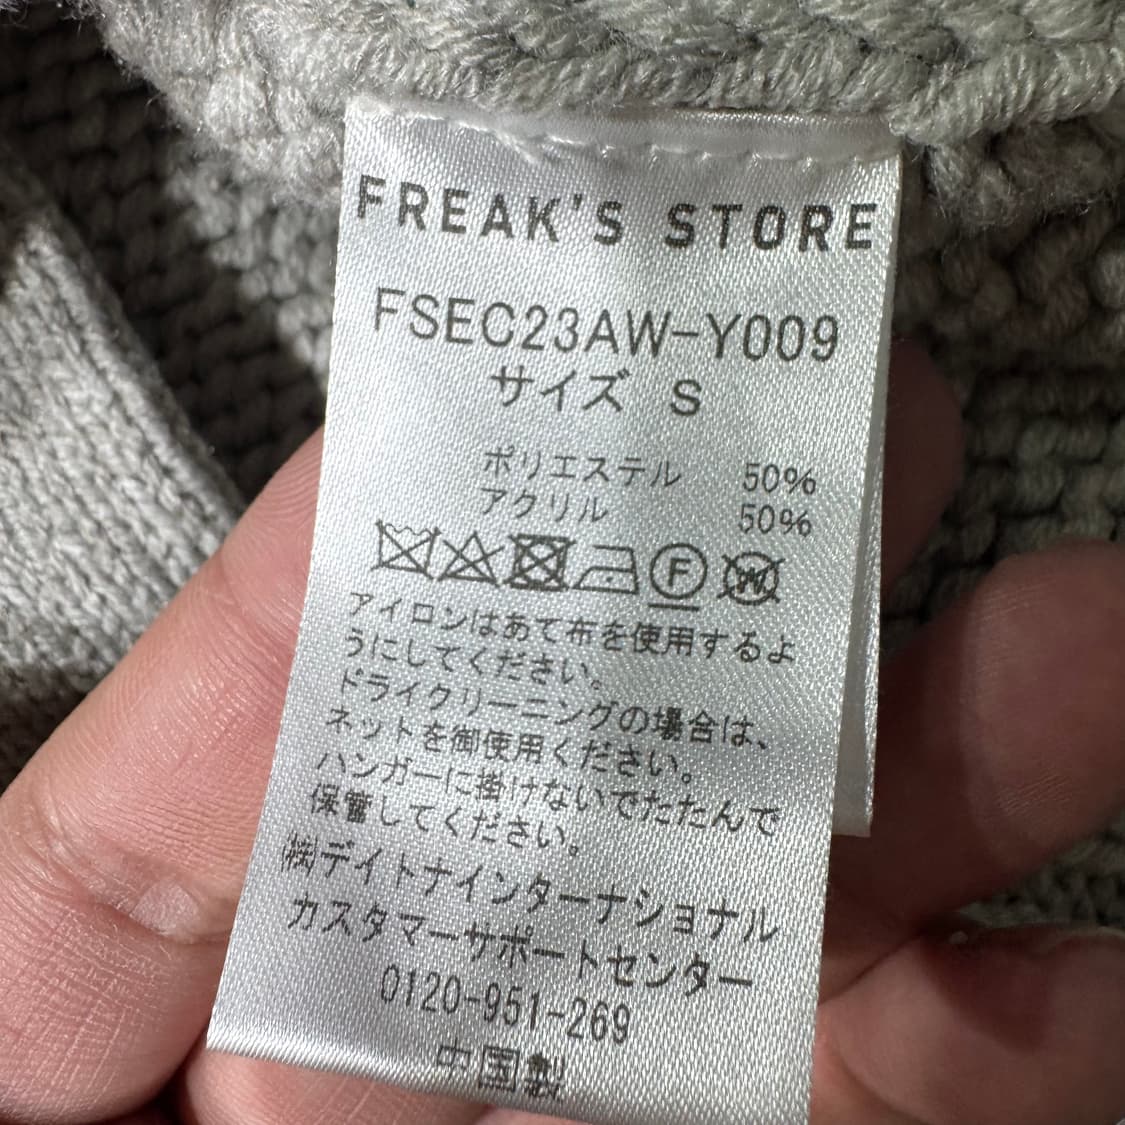 FREAK'S STORE
FSEC23AW-Y009
サイズ S
ポリエステル 50%
アクリル 50%
F
W
アイロンはあて布を使用するよ
うにしてください。
ドライクリーニングの場合は、
ネットを御使用ください。
ハンガーに掛けないでたたんで
保管してください。
㈱デイトナインターナショナル
カスタマーサポートセンター
0120-951-269
中国製